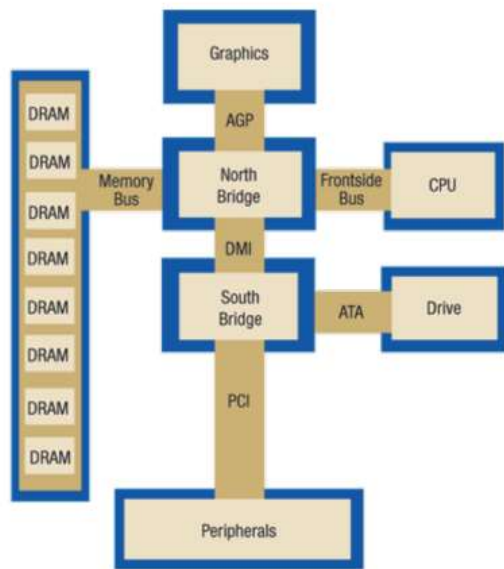 Graphics
AGP
DRAM
DRAM
DRAM
DRAM
DRAM
DRAM
DRAM
DRAM
Memory
Bus
North
Bridge
Frontside
Bus
CPU
DMI
South
Bridge
ATA
Drive
PCI
Peripherals